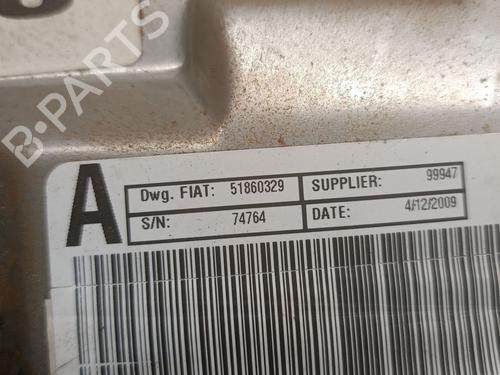 B-PARTS
A
Dwg. FIAT: 51860329 SUPPLIER: 99947
S/N: 74764 DATE: 4/12/2009